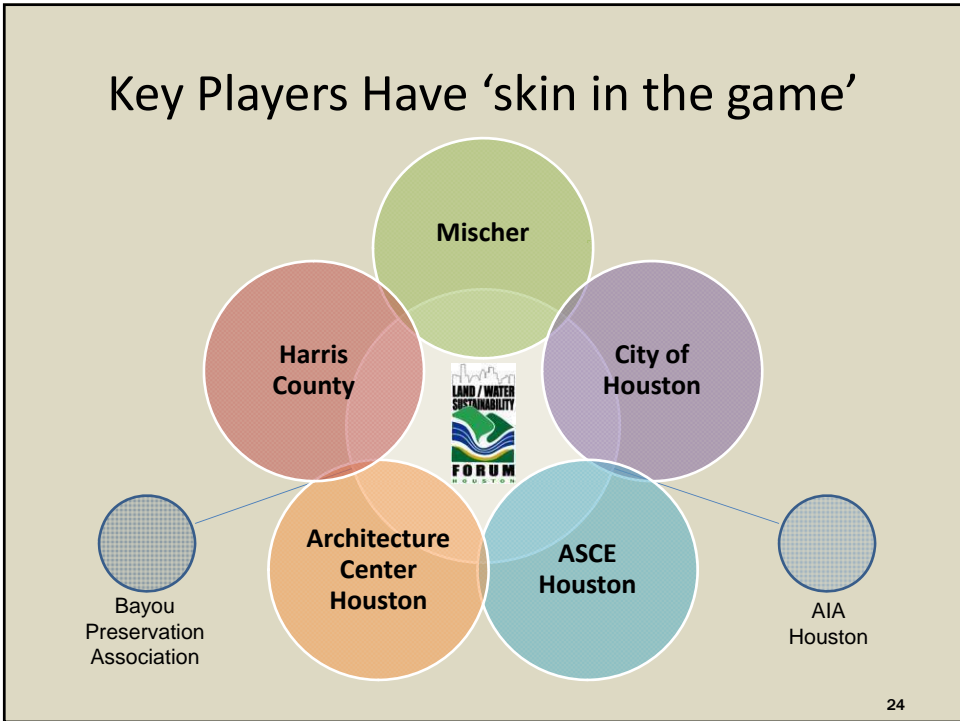 Key Players Have ‘skin in the game’
Mischer
Harris
County
City of
Houston
LAND / WATER
SUSTAINABILITY
FORUM
HOUSTON
Architecture
Center
Houston
ASCE
Houston
Bayou
Preservation
Association
AIA
Houston
24